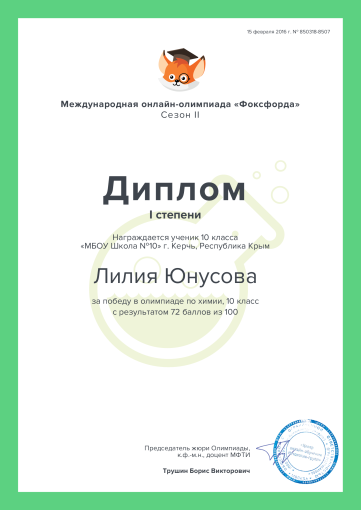 15 февраля 2016 г. № 850318-8507
Международная онлайн-олимпиада «Фоксфорда»
Сезон II
Диплом
I степени
Награждается ученик 10 класса
«МБОУ Школа №10» г. Керчь, Республика Крым
Лилия Юнусова
за победу в олимпиаде по химии, 10 класс
с результатом 72 баллов из 100
Председатель жюри Олимпиады,
к.ф.-м.н., доцент МФТИ
Трушин Борис Викторович